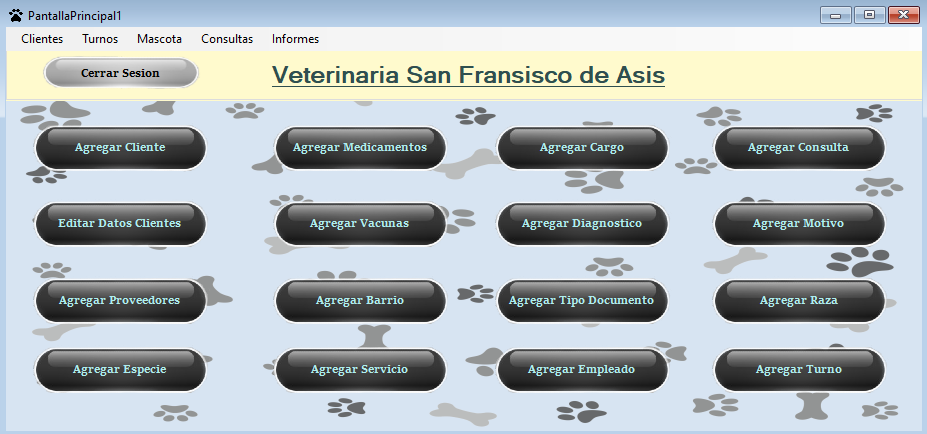 PantallaPrincipal1
Clientes Turnos Mascota Consultas Informes
Cerrar Sesion
Veterinaria San Fransisco de Asis
Agregar Cliente Agregar Medicamentos Agregar Cargo Agregar Consulta
Editar Datos Clientes Agregar Vacunas Agregar Diagnostico Agregar Motivo
Agregar Proveedores Agregar Barrio Agregar Tipo Documento Agregar Raza
Agregar Especie Agregar Servicio Agregar Empleado Agregar Turno